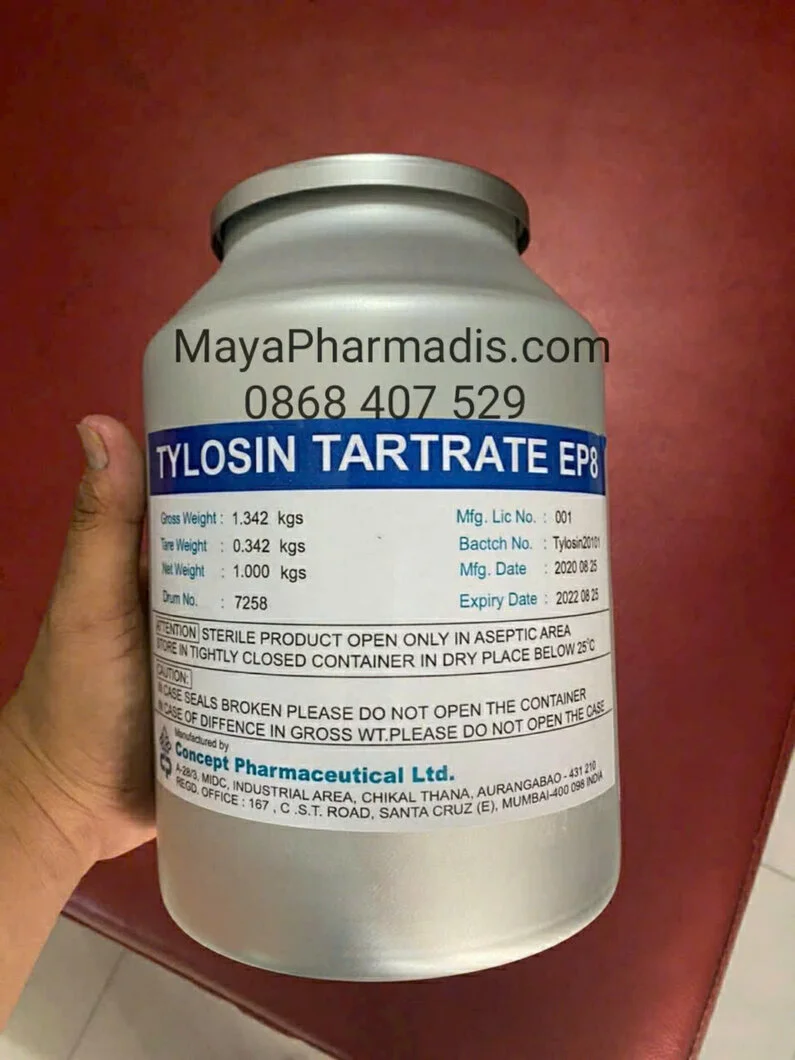 MayaPharmadis.com
0868 407 529
TYLOSIN TARTRATE EP8
Gross Weight : 1.342 kgs
Tare Weight : 0.342 kgs
Net Weight : 1.000 kgs
Drum No. : 7258
Mfg. Lic No. : 001
Bactch No. : Tylosin20101
Mfg. Date : 2020 08 25
Expiry Date : 2022 08 25
ATTENTION STERILE PRODUCT OPEN ONLY IN ASEPTIC AREA
STORE IN TIGHTLY CLOSED CONTAINER IN DRY PLACE BELOW 25°C
CAUTION:
IN CASE SEALS BROKEN PLEASE DO NOT OPEN THE CONTAINER
IN CASE OF DIFFENCE IN GROSS WT.PLEASE DO NOT OPEN THE CASE
Manufactured by
Concept Pharmaceutical Ltd.
A-28/3, MIDC, INDUSTRIAL AREA, CHIKAL THANA, AURANGABAO - 431 210
REGD. OFFICE : 167 , C .S.T. ROAD, SANTA CRUZ (E), MUMBAI-400 098 INDIA